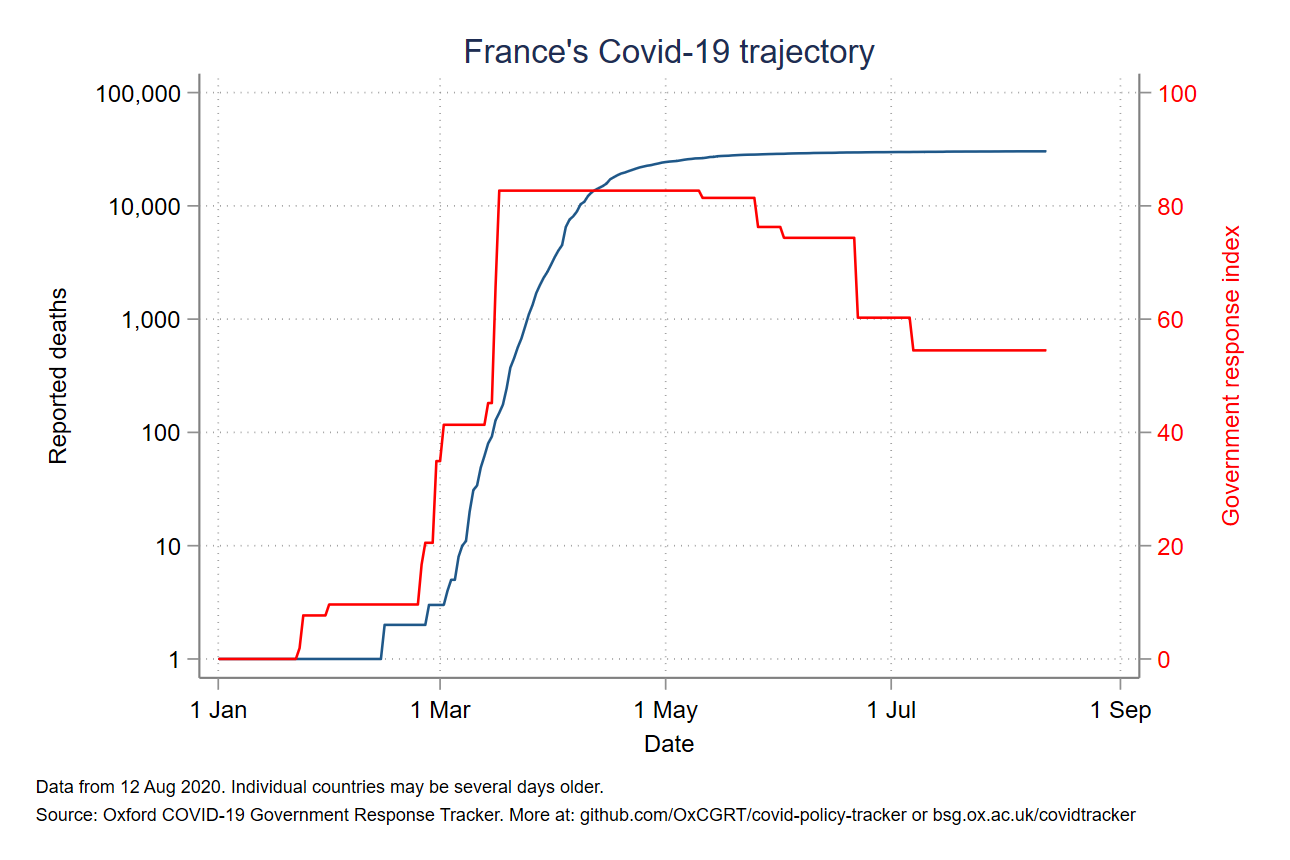 France's Covid-19 trajectory
100,000
10,000
1,000
100
10
1
Reported deaths
100
80
60
40
20
0
Government response index
1 Jan 1 Mar 1 May 1 Jul 1 Sep
Date
Data from 12 Aug 2020. Individual countries may be several days older.
Source: Oxford COVID-19 Government Response Tracker. More at: github.com/OxCGRT/covid-policy-tracker or bsg.ox.ac.uk/covidtracker